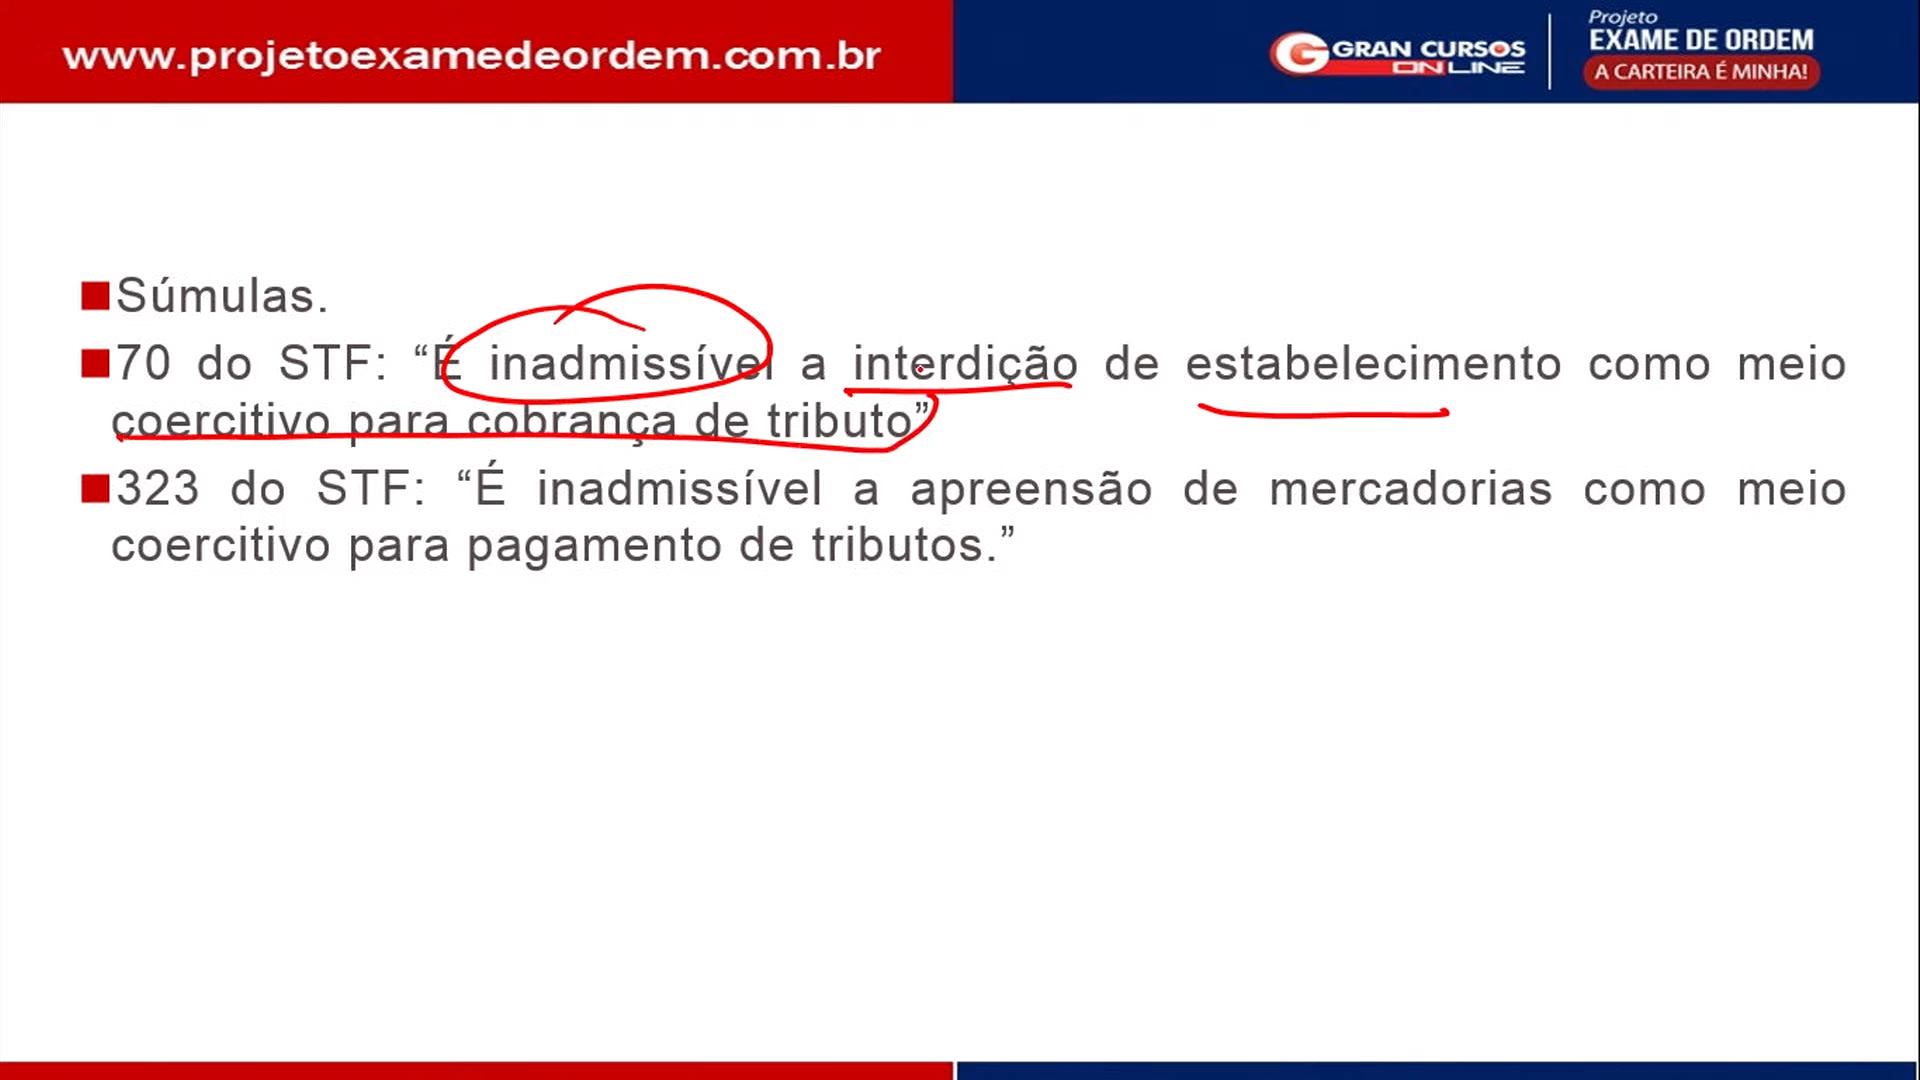 www.projetoexamedeordem.com.br
GRAN CURSOS
ONLINE
Projeto
EXAME DE ORDEM
A CARTEIRA É MINHA!
Súmulas.
70 do STF: “É inadmissível a interdição de estabelecimento como meio
coercitivo para cobrança de tributo”
323 do STF: “É inadmissível a apreensão de mercadorias como meio
coercitivo para pagamento de tributos.”